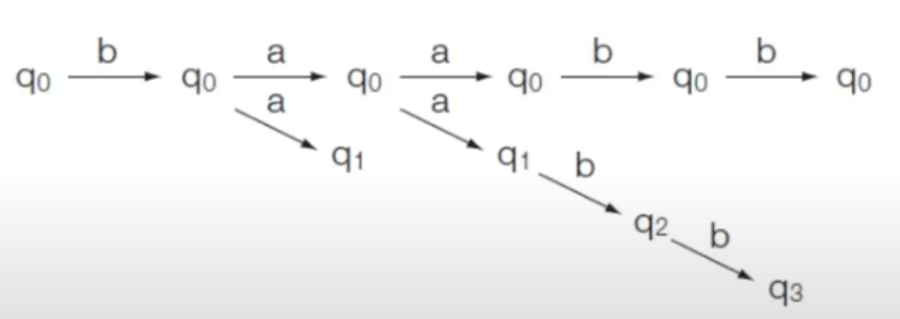 b a a b b
q0 q0 q0 q0 q0 q0
a a
q1 q1 b
q2 b
q3